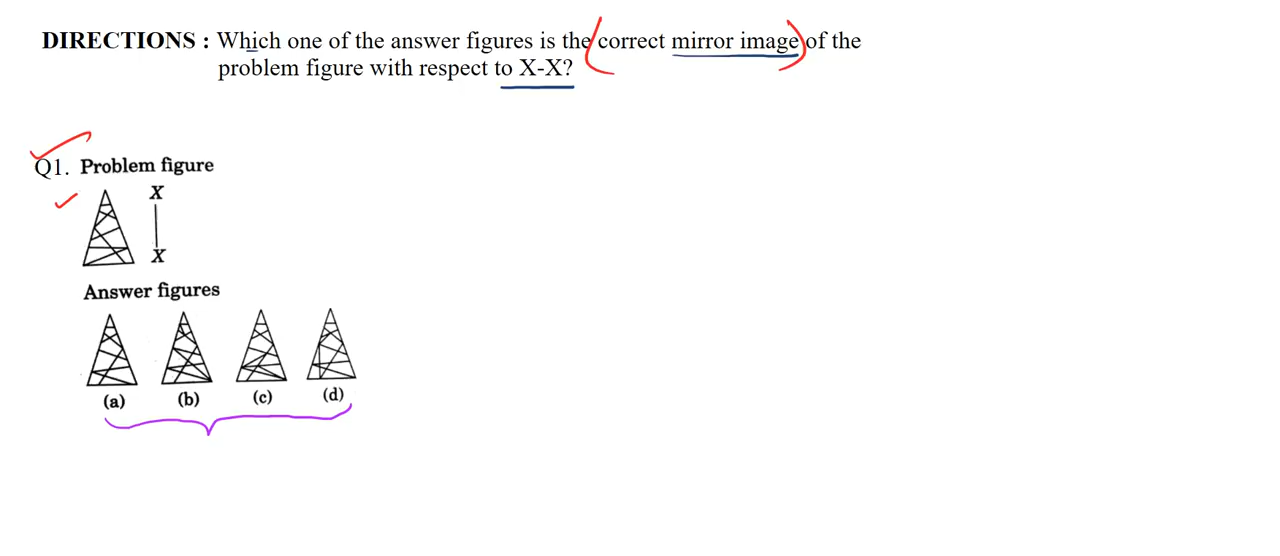 DIRECTIONS : Which one of the answer figures is the correct mirror image of the
problem figure with respect to X-X?
Q1. Problem figure
X
X
Answer figures
(a) (b) (c) (d)